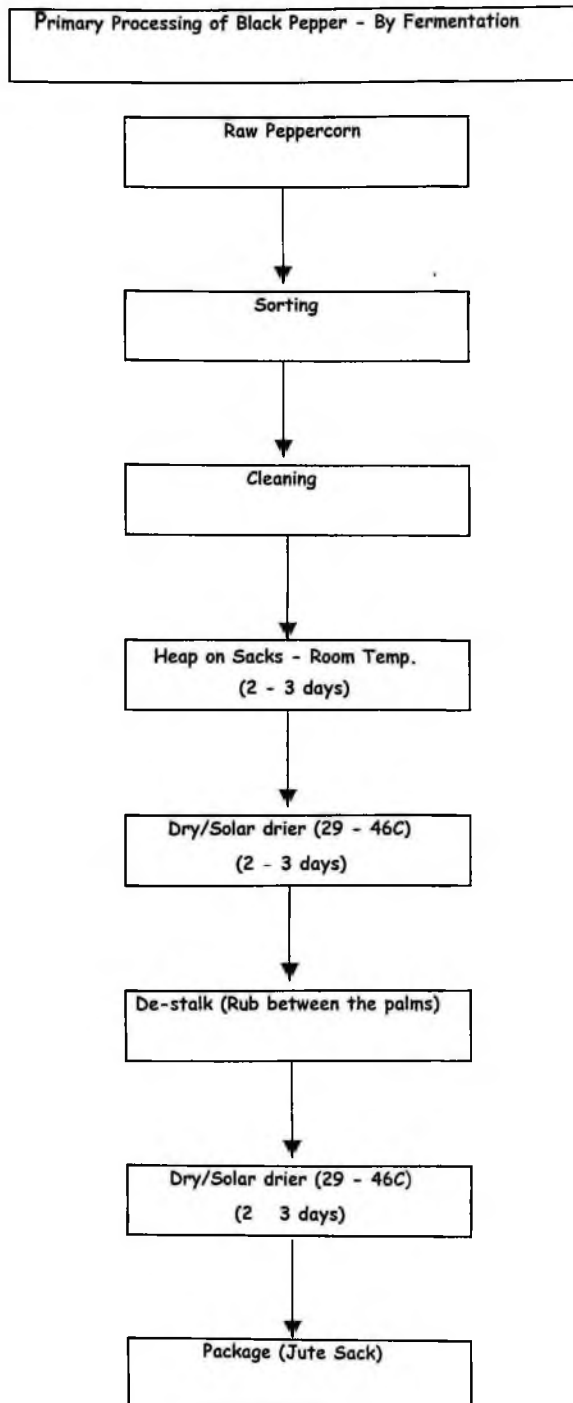 Primary Processing of Black Pepper - By Fermentation
Raw Peppercorn
Sorting
Cleaning
Heap on Sacks - Room Temp.
(2 - 3 days)
Dry/Solar drier (29 - 46C)
(2 - 3 days)
De-stalk (Rub between the palms)
Dry/Solar drier (29 - 46C)
(2 3 days)
Package (Jute Sack)